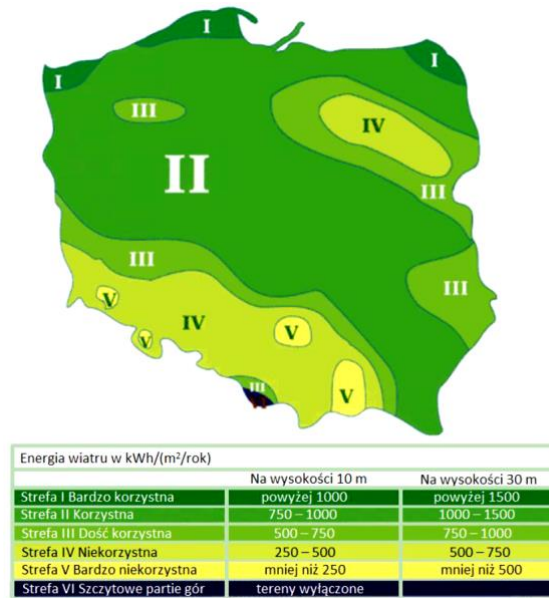 I
I
I
III
IV
II
III
III
III
V
IV
V
V
III
V
Energia wiatru w kWh/(m²/rok)
Na wysokości 10 m Na wysokości 30 m
Strefa I Bardzo korzystna powyżej 1000 powyżej 1500
Strefa II Korzystna 750 – 1000 1000 – 1500
Strefa III Dość korzystna 500 – 750 750 – 1000
Strefa IV Niekorzystna 250 – 500 500 – 750
Strefa V Bardzo niekorzystna mniej niż 250 mniej niż 500
Strefa VI Szczytowe partie gór tereny wyłączone